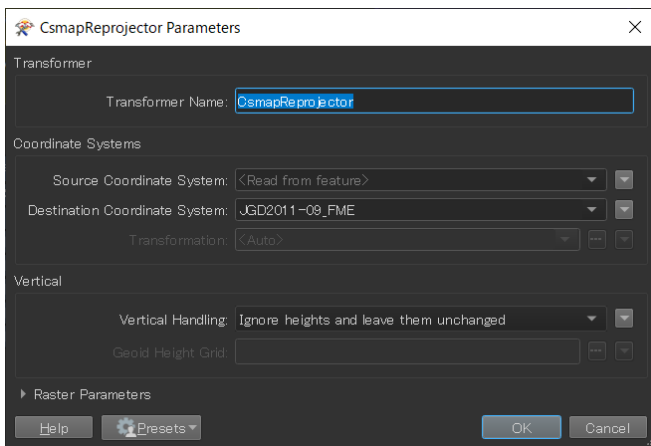 CsmapReprojector Parameters
Transformer
Transformer Name: CsmapReprojector
Coordinate Systems
Source Coordinate System: <Read from feature>
Destination Coordinate System: JGD2011-09_FME
Transformation: <Auto>
Vertical
Vertical Handling: Ignore heights and leave them unchanged
Geoid Height Grid:
Raster Parameters
Help Presets OK Cancel